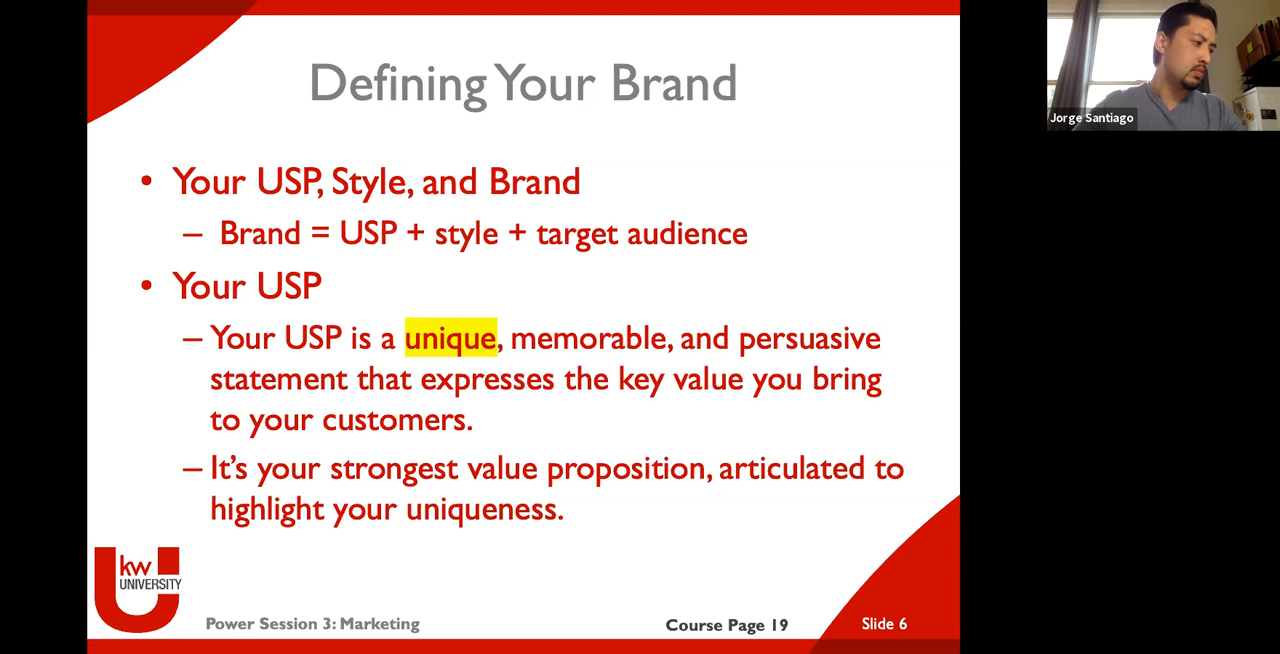 Defining Your Brand
Jorge Santiago
• Your USP, Style, and Brand
– Brand = USP + style + target audience
• Your USP
– Your USP is a unique, memorable, and persuasive
statement that expresses the key value you bring
to your customers.
– It’s your strongest value proposition, articulated to
highlight your uniqueness.
kw
UNIVERSITY
Power Session 3: Marketing
Course Page 19
Slide 6